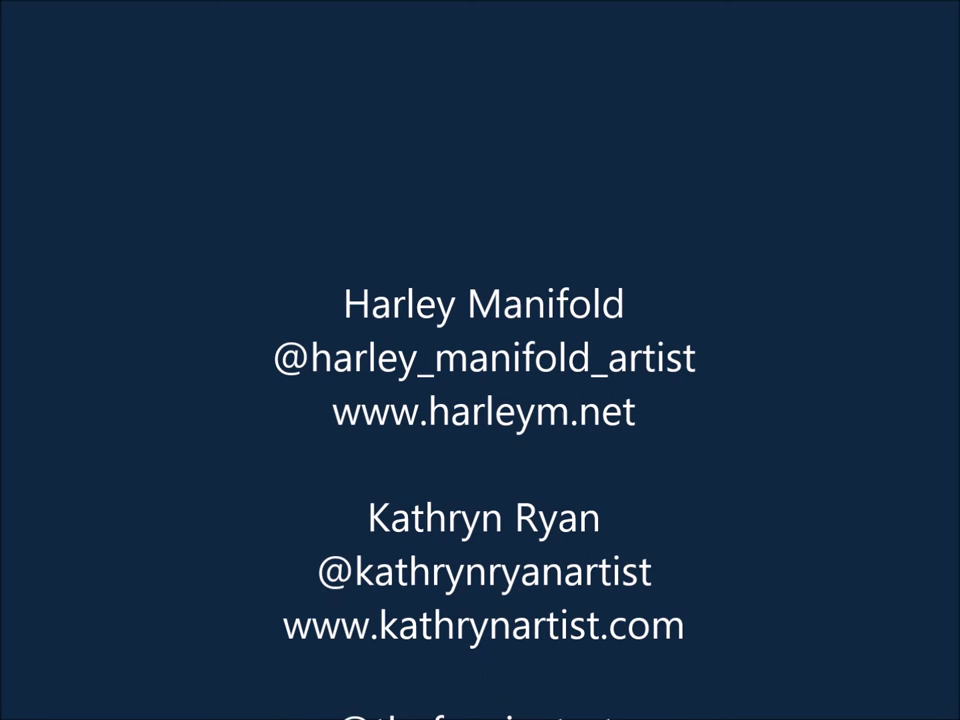 Harley Manifold
@harley_manifold_artist
www.harleym.net
Kathryn Ryan
@kathrynryanartist
www.kathrynartist.com